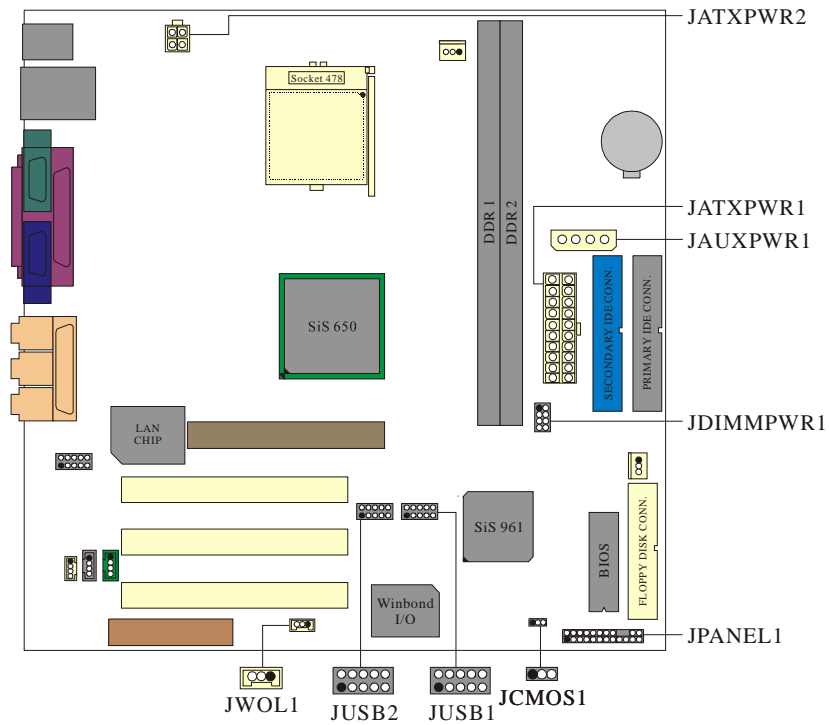 JATXPWR2
Socket 478
DDR 1
DDR 2
JATXPWR1
JAUXPWR1
SECONDARY IDE CONN.
PRIMARY IDE CONN.
SiS 650
JDIMMPWR1
LAN
CHIP
SiS 961
BIOS
FLOPPY DISK CONN.
Winbond
I/O
JPANEL1
JWOL1
JUSB2
JUSB1
JCMOS1